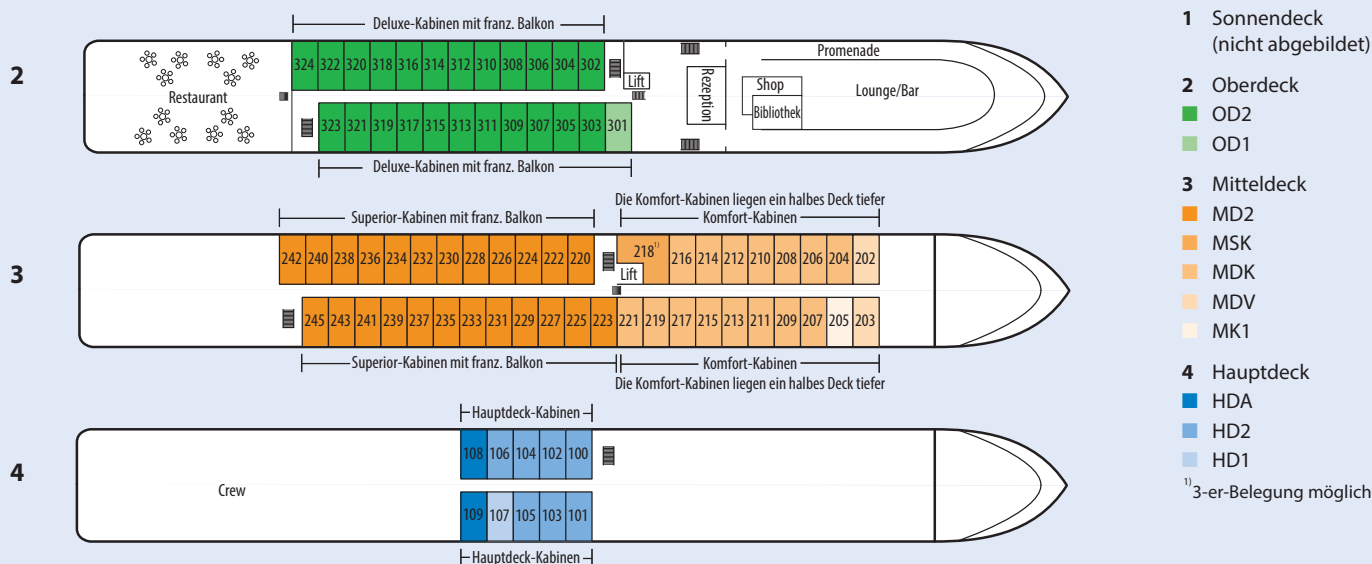 Deluxe-Kabinen mit franz. Balkon
2
Restaurant
324 322 320 318 316 314 312 310 308 306 304 302
Lift
323 321 319 317 315 313 311 309 307 305 303 301
Rezeption
Shop
Bibliothek
Promenade
Lounge/Bar
Deluxe-Kabinen mit franz. Balkon
Die Komfort-Kabinen liegen ein halbes Deck tiefer
Superior-Kabinen mit franz. Balkon
Komfort-Kabinen
3
242 240 238 236 234 232 230 228 226 224 222 220
218¹⁾ 216 214 212 210 208 206 204 202
Lift
245 243 241 239 237 235 233 231 229 227 225 223 221 219 217 215 213 211 209 207 205 203
Superior-Kabinen mit franz. Balkon
Komfort-Kabinen
Die Komfort-Kabinen liegen ein halbes Deck tiefer
Hauptdeck-Kabinen
4
Crew
108 106 104 102 100
109 107 105 103 101
Hauptdeck-Kabinen
1 Sonnendeck
(nicht abgebildet)
2 Oberdeck
OD2
OD1
3 Mitteldeck
MD2
MSK
MDK
MDV
MK1
4 Hauptdeck
HDA
HD2
HD1
¹⁾3-er-Belegung möglich